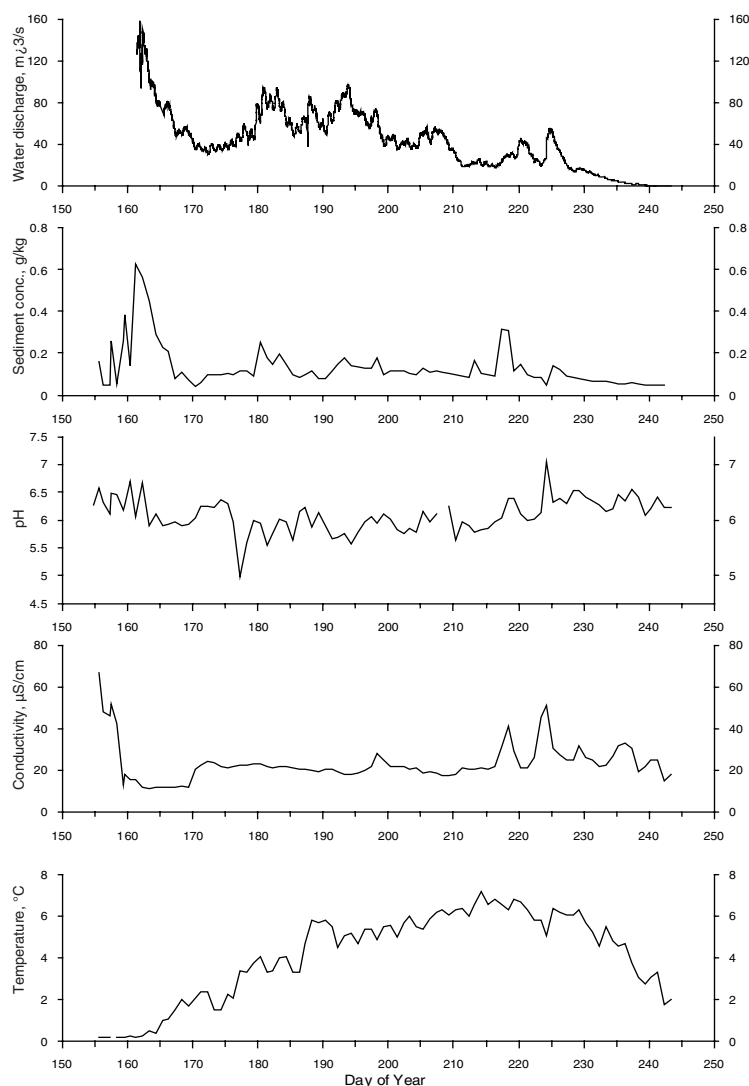 Water discharge, m¿3/s
160 160
120 120
80 80
40 40
0 0
150 160 170 180 190 200 210 220 230 240 250
Sediment conc., g/kg
0.8 0.8
0.6 0.6
0.4 0.4
0.2 0.2
0 0
150 160 170 180 190 200 210 220 230 240 250
pH
7.5
7 7
6.5
6 6
5.5
5 5
4.5
150 160 170 180 190 200 210 220 230 240 250
Conductivity, µS/cm
80 80
60 60
40 40
20 20
0 0
150 160 170 180 190 200 210 220 230 240 250
Temperature, °C
8 8
6 6
4 4
2 2
0 0
150 160 170 180 190 200 210 220 230 240 250
Day of Year